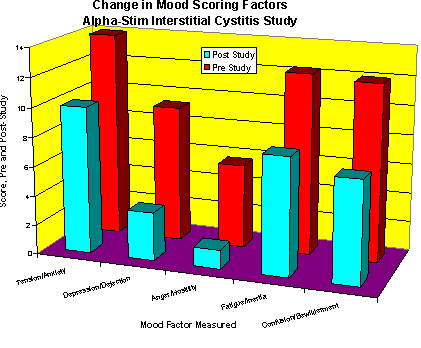 Change in Mood Scoring Factors
Alpha-Stim Interstitial Cystitis Study
Post Study
Pre Study
Score, Pre and Post-Study
14
12
10
8
6
4
2
0
Tension/Anxiety
Depression/Dejection
Anger/Hostility
Fatigue/Inertia
Confusion/Bewilderment
Mood Factor Measured